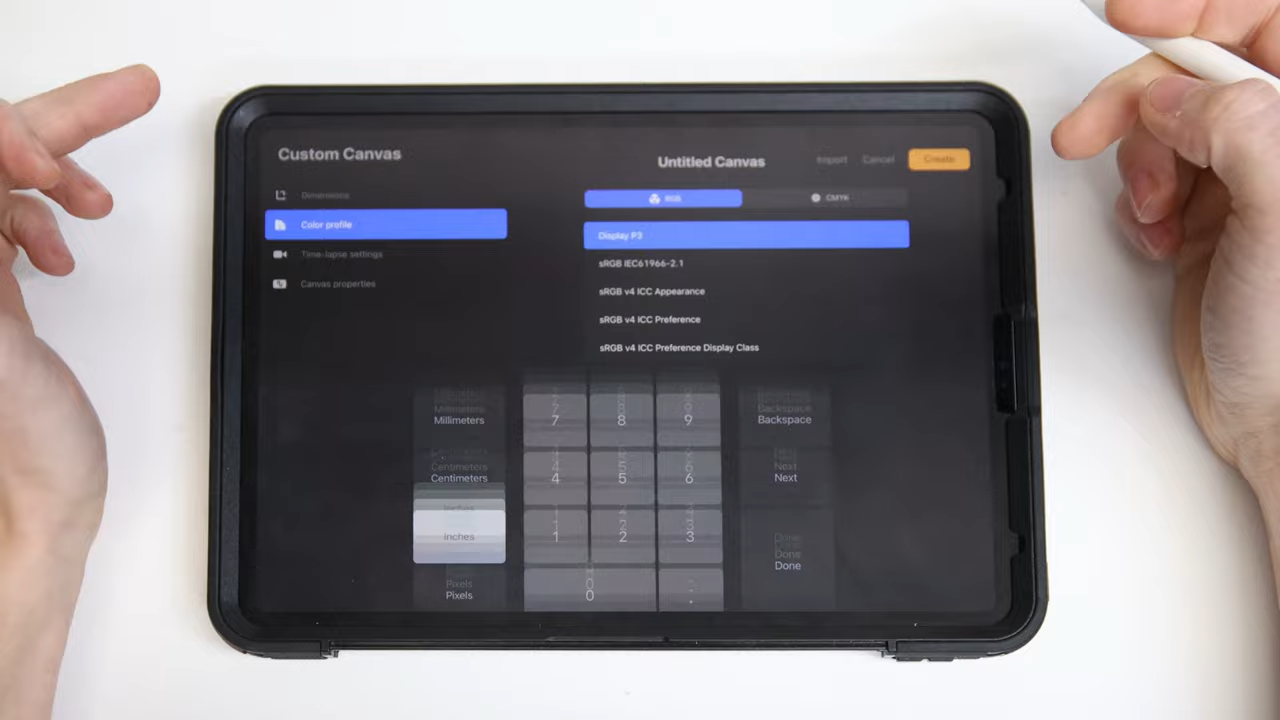 Custom Canvas
Untitled Canvas
Import
Cancel
Create
Dimensions
Color profile
Time-lapse settings
Canvas properties
RGB
CMYK
Display P3
sRGB IEC61966-2.1
sRGB v4 ICC Appearance
sRGB v4 ICC Preference
sRGB v4 ICC Preference Display Class
Millimeters 7 8 9 Backspace
Centimeters 4 5 6 Next
Inches 1 2 3 Done
Pixels 0 .